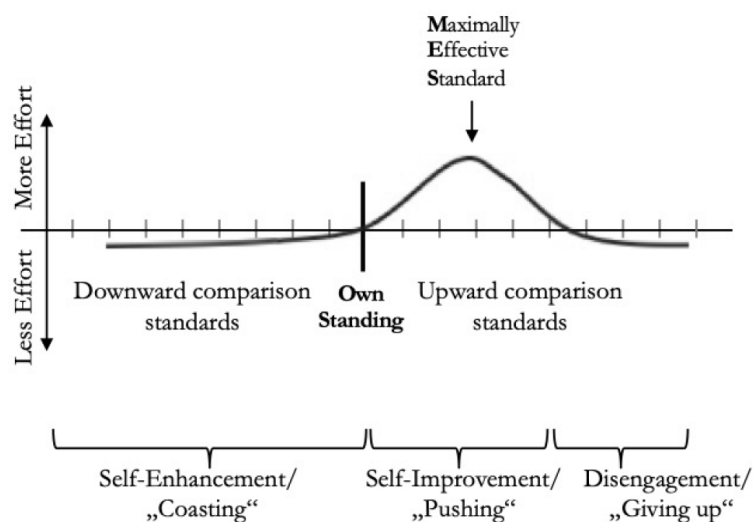 Maximally
Effective
Standard
More Effort
Less Effort
Downward comparison
standards
Own
Standing
Upward comparison
standards
Self-Enhancement/
„Coasting“
Self-Improvement/
„Pushing“
Disengagement/
„Giving up“